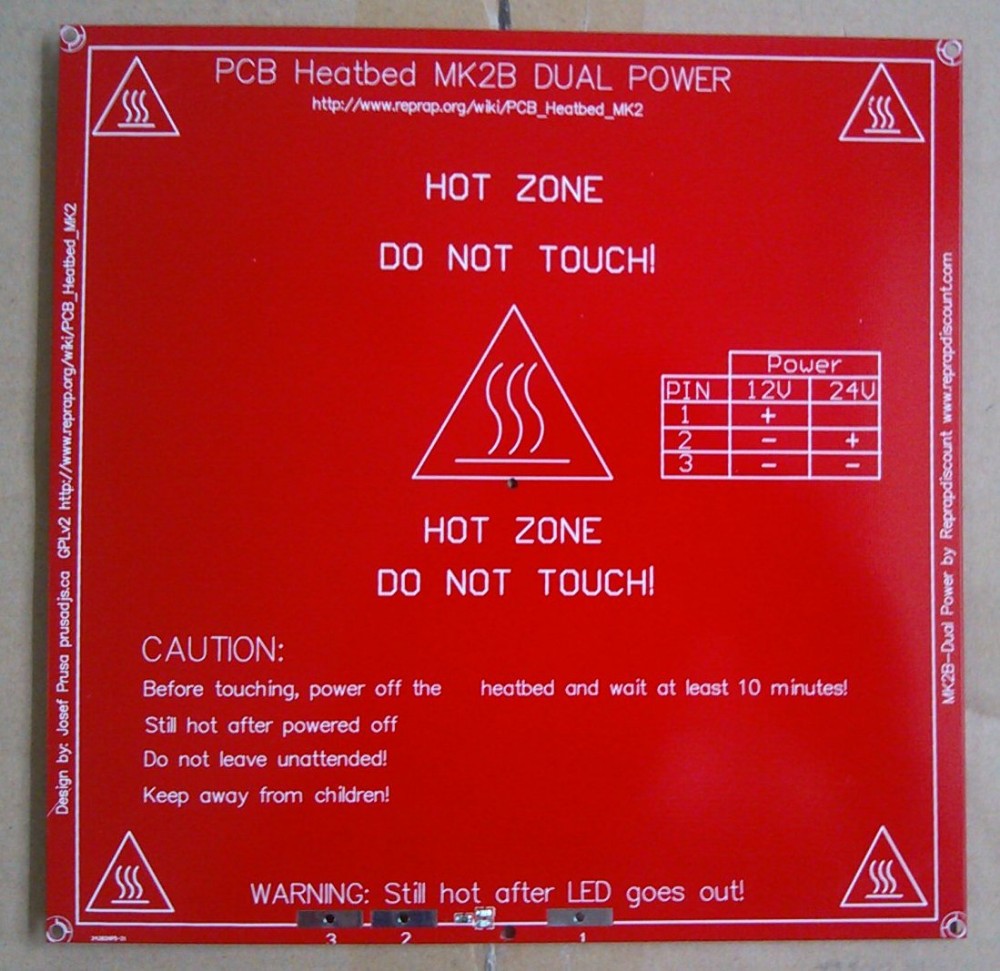 PCB Heatbed MK2B DUAL POWER
http://www.reprap.org/wiki/PCB_Heatbed_MK2
HOT ZONE
DO NOT TOUCH!
Power
PIN 12V 24V
1 +
2 - +
3 - -
HOT ZONE
DO NOT TOUCH!
CAUTION:
Before touching, power off the heatbed and wait at least 10 minutes!
Still hot after powered off
Do not leave unattended!
Keep away from children!
WARNING: Still hot after LED goes out!
3 2 1
Design by: Josef Prusa prusadjs.ca GPLv2 http://www.reprap.org/wiki/PCB_Heatbed_MK2
MK2B-Dual Power by Reprapdiscount www.reprapdiscount.com